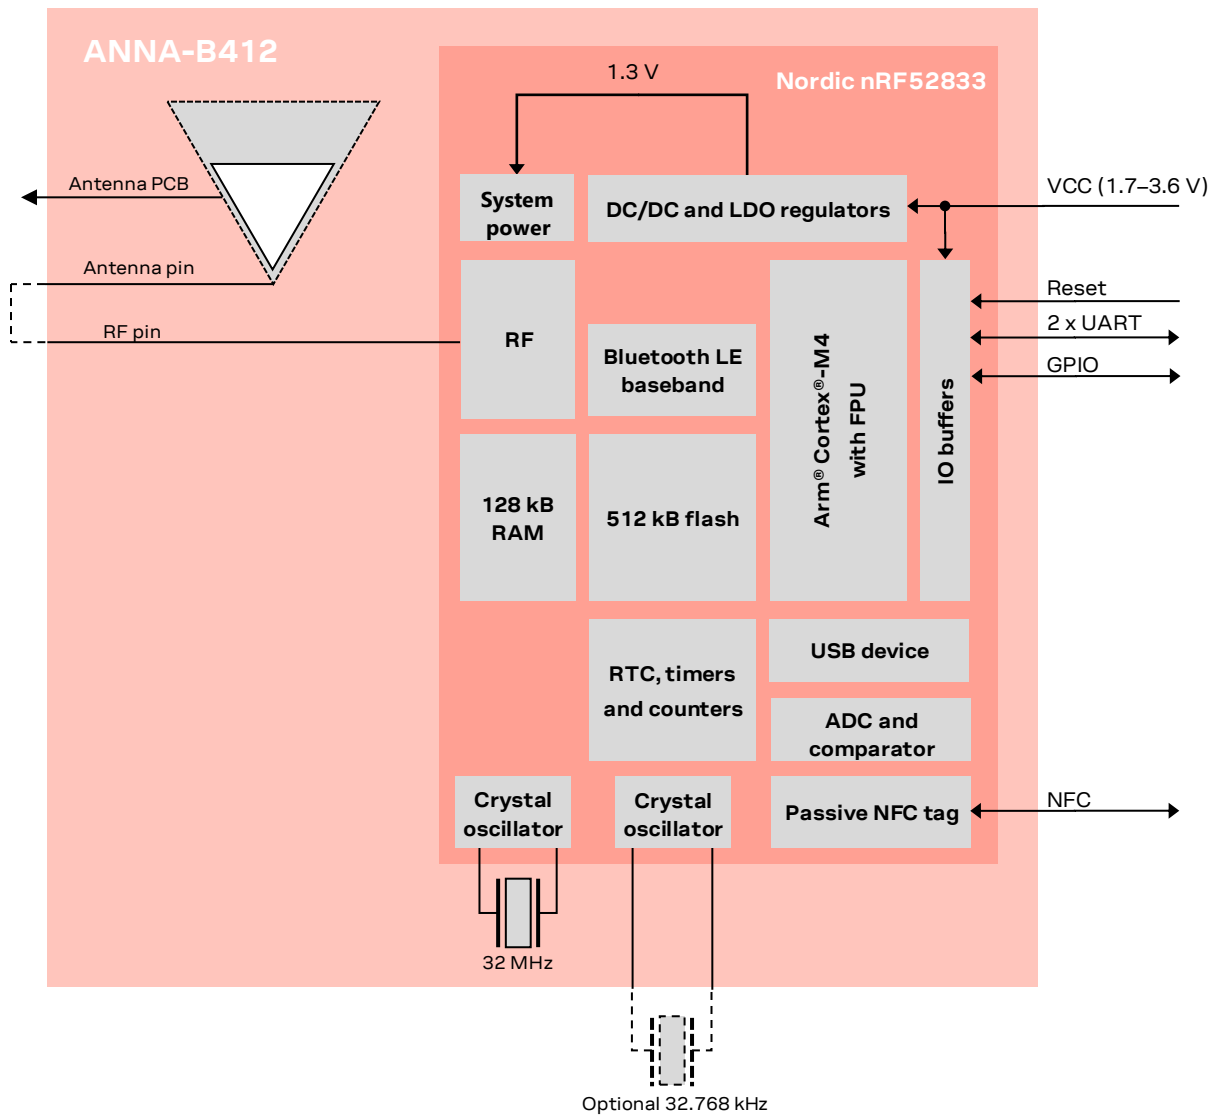 ANNA-B412
1.3 V
Nordic nRF52833
Antenna PCB
System
power
DC/DC and LDO regulators
VCC (1.7–3.6 V)
Antenna pin
Reset
RF pin
RF
Bluetooth LE
baseband
Arm® Cortex®-M4
with FPU
IO buffers
2 x UART
GPIO
128 kB
RAM
512 kB flash
RTC, timers
and counters
USB device
ADC and
comparator
Crystal
oscillator
Crystal
oscillator
Passive NFC tag
NFC
32 MHz
Optional 32.768 kHz